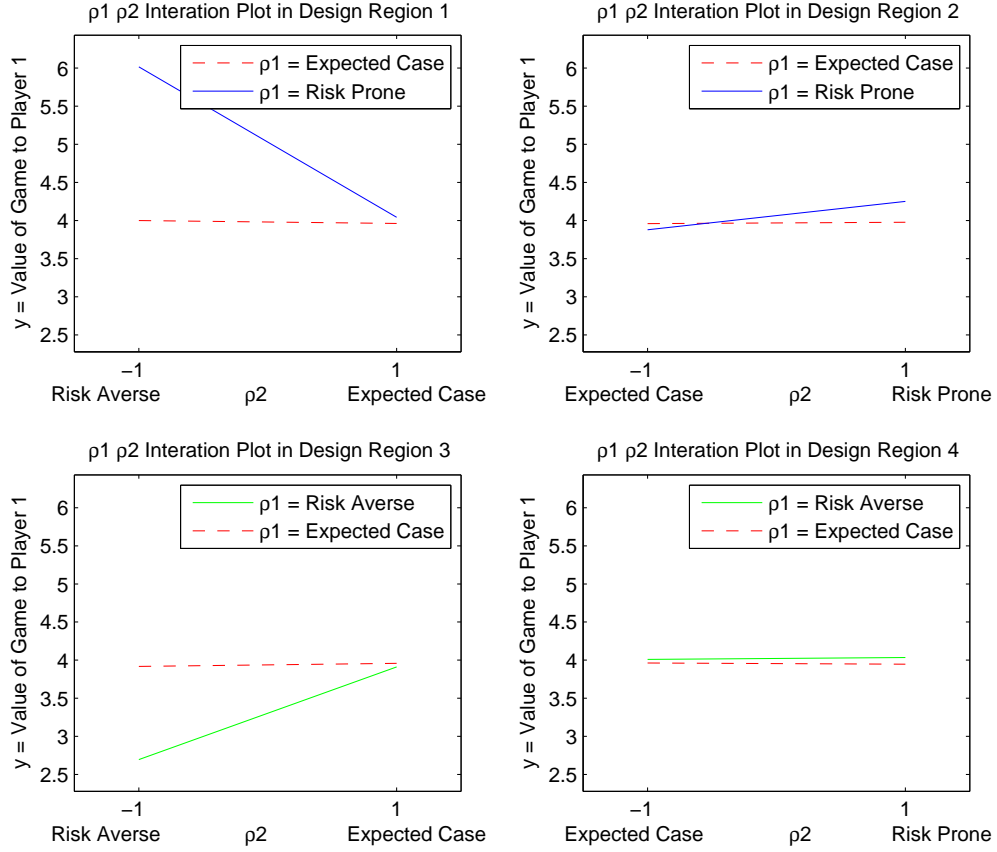 ρ1 ρ2 Interation Plot in Design Region 1
6
5.5
5
4.5
4
3.5
3
2.5
y = Value of Game to Player 1
ρ1 = Expected Case
ρ1 = Risk Prone
−1 1
Risk Averse ρ2 Expected Case
ρ1 ρ2 Interation Plot in Design Region 2
6
5.5
5
4.5
4
3.5
3
2.5
y = Value of Game to Player 1
ρ1 = Expected Case
ρ1 = Risk Prone
−1 1
Expected Case ρ2 Risk Prone
ρ1 ρ2 Interation Plot in Design Region 3
6
5.5
5
4.5
4
3.5
3
2.5
y = Value of Game to Player 1
ρ1 = Risk Averse
ρ1 = Expected Case
−1 1
Risk Averse ρ2 Expected Case
ρ1 ρ2 Interation Plot in Design Region 4
6
5.5
5
4.5
4
3.5
3
2.5
y = Value of Game to Player 1
ρ1 = Risk Averse
ρ1 = Expected Case
−1 1
Expected Case ρ2 Risk Prone